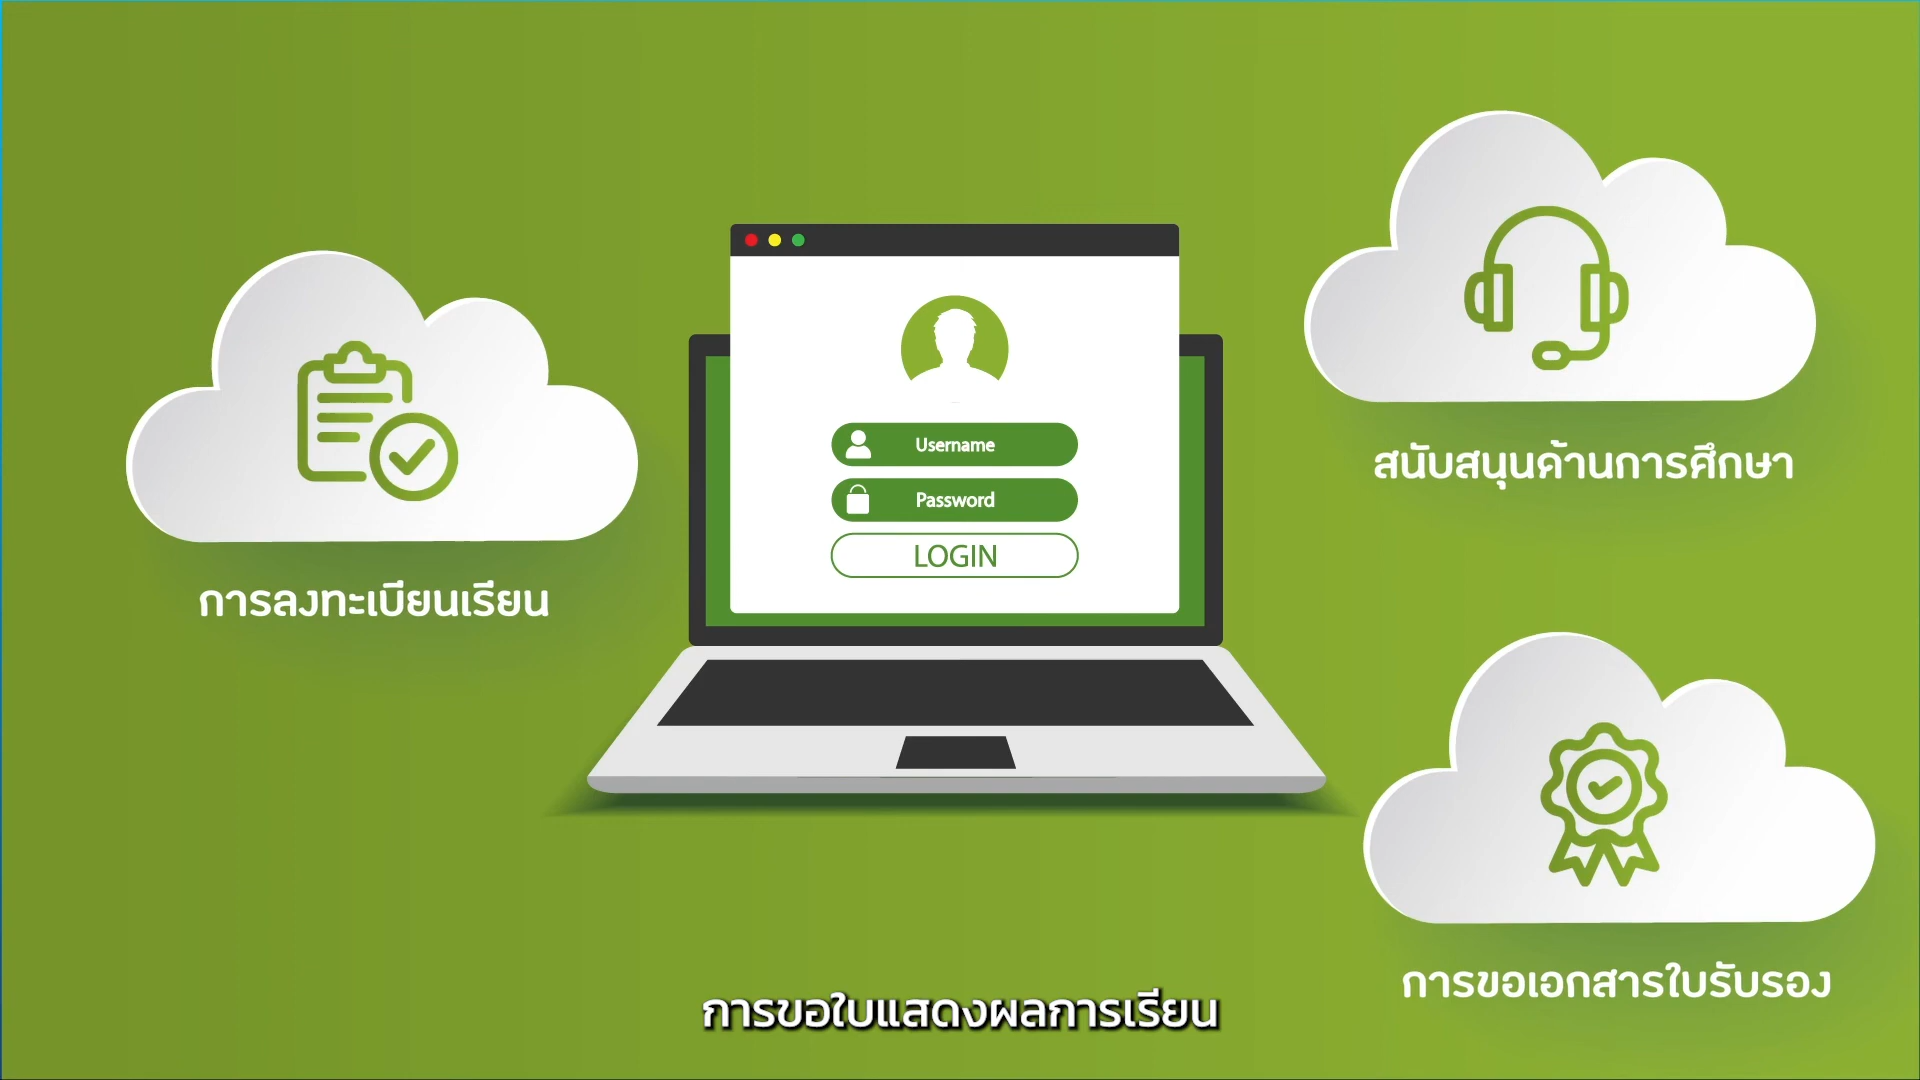 สนับสนุนด้านการศึกษา
Username
Password
LOGIN
การลงทะเบียนเรียน
การขอเอกสารใบรับรอง
การขอใบแสดงผลการเรียน